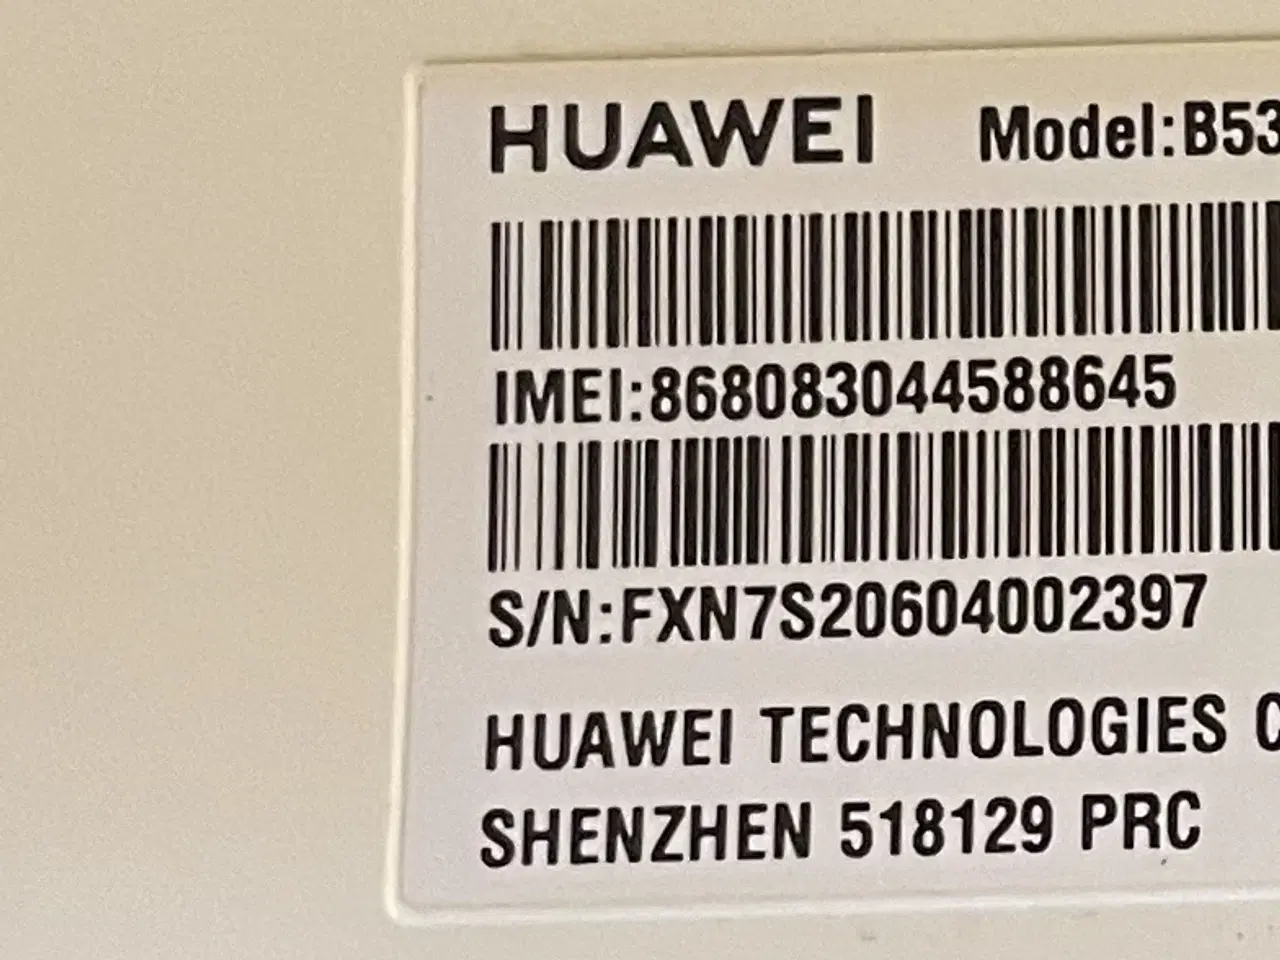 HUAWEI Model:B53
IMEI:868083044588645
S/N:FXN7S20604002397
HUAWEI TECHNOLOGIES C
SHENZHEN 518129 PRC